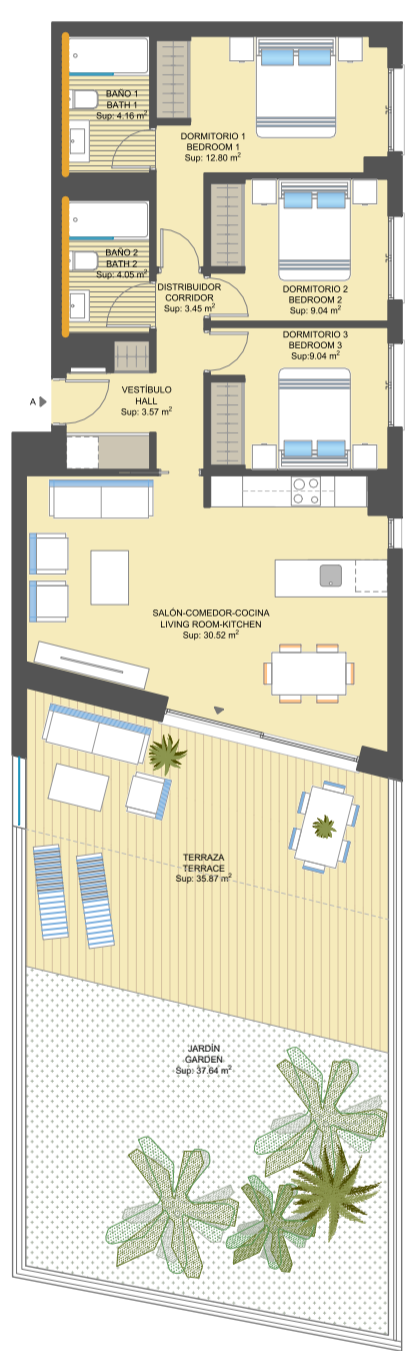 BAÑO 1
BATH 1
Sup: 4.16 m²
DORMITORIO 1
BEDROOM 1
Sup: 12.80 m²
BAÑO 2
BATH 2
Sup: 4.05 m²
DISTRIBUIDOR
CORRIDOR
Sup: 3.45 m²
DORMITORIO 2
BEDROOM 2
Sup: 9.04 m²
DORMITORIO 3
BEDROOM 3
Sup:9.04 m²
A
VESTÍBULO
HALL
Sup: 3.57 m²
SALÓN-COMEDOR-COCINA
LIVING ROOM-KITCHEN
Sup: 30.52 m²
TERRAZA
TERRACE
Sup: 35.87 m²
JARDÍN
GARDEN
Sup: 37.64 m²